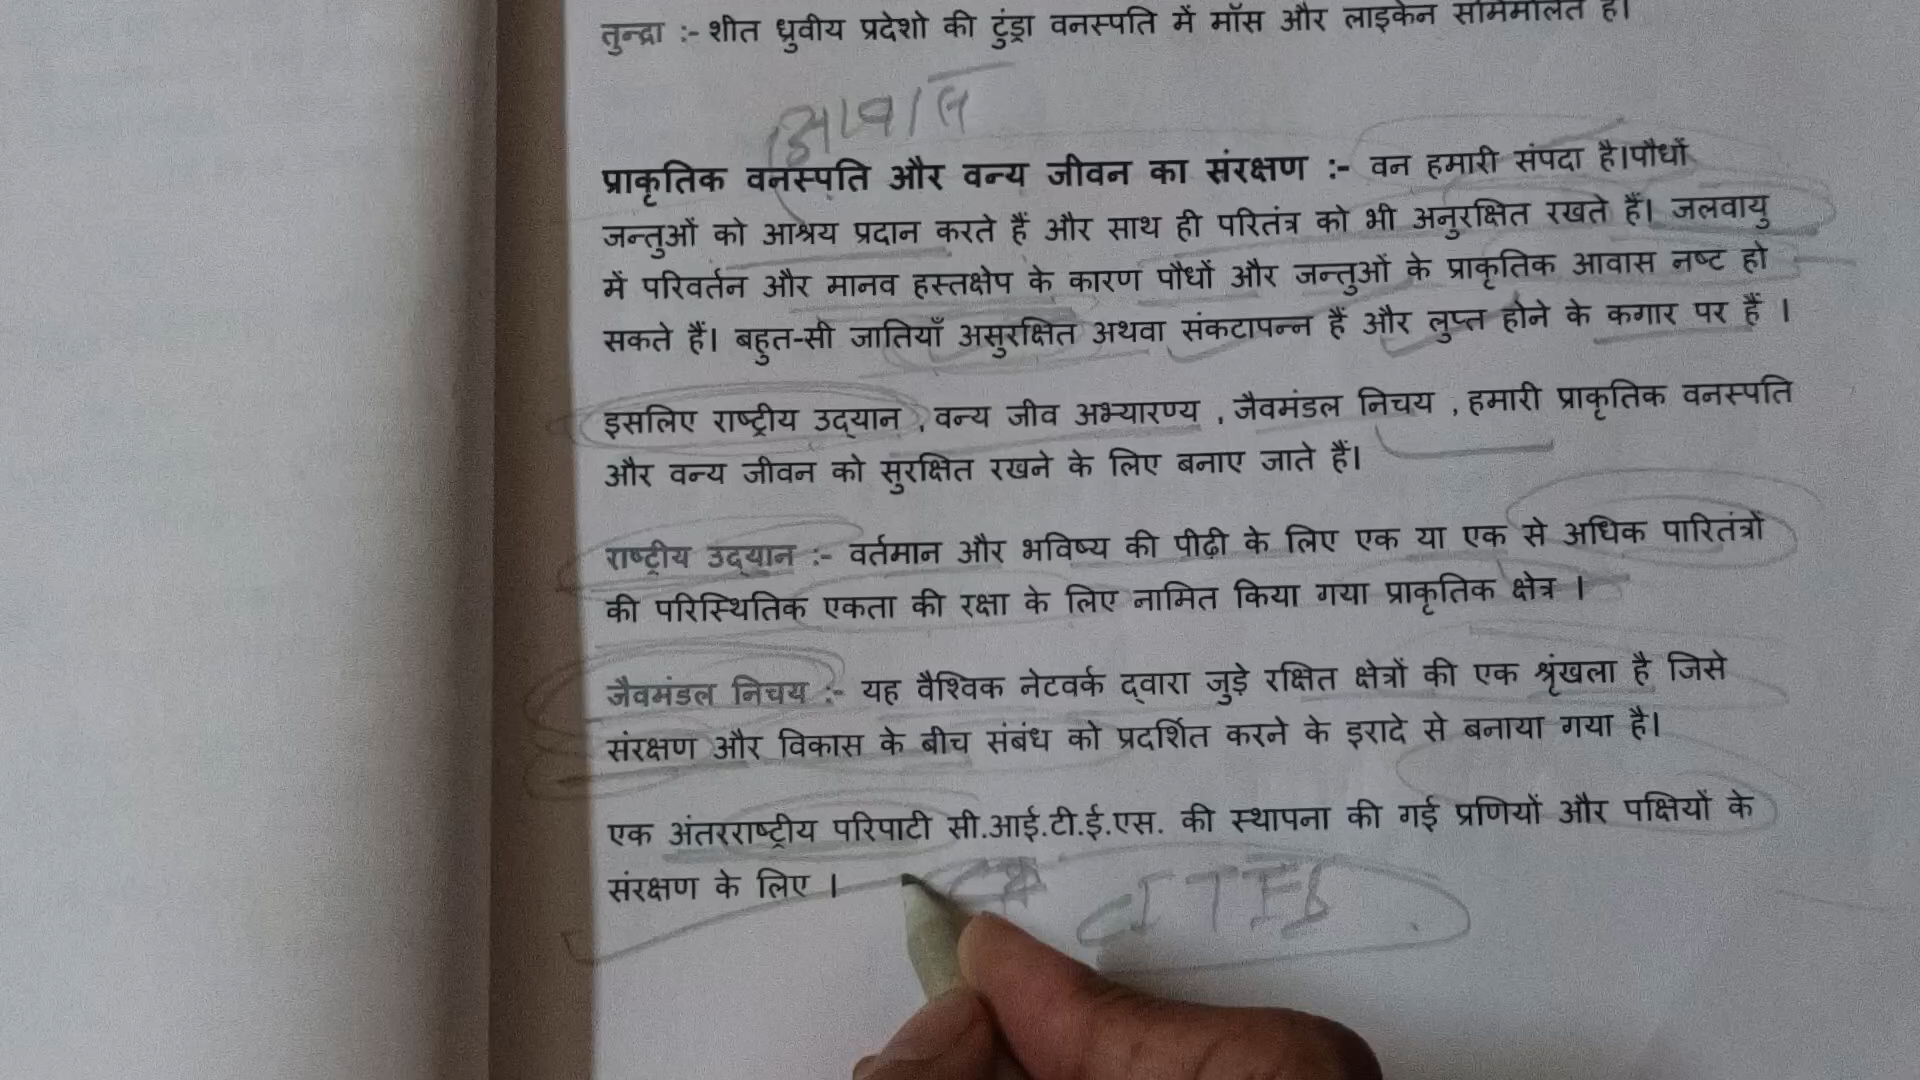 तुन्द्रा :- शीत ध्रुवीय प्रदेशो की टुंड्रा वनस्पति में मॉस और लाइकेन सम्मिलित है।
आवास
प्राकृतिक वनस्पति और वन्य जीवन का संरक्षण :- वन हमारी संपदा है।पौधों
जन्तुओं को आश्रय प्रदान करते हैं और साथ ही परितंत्र को भी अनुरक्षित रखते हैं। जलवायु
में परिवर्तन और मानव हस्तक्षेप के कारण पौधों और जन्तुओं के प्राकृतिक आवास नष्ट हो
सकते हैं। बहुत-सी जातियाँ असुरक्षित अथवा संकटापन्न हैं और लुप्त होने के कगार पर हैं ।
इसलिए राष्ट्रीय उद्यान , वन्य जीव अभ्यारण्य , जैवमंडल निचय , हमारी प्राकृतिक वनस्पति
और वन्य जीवन को सुरक्षित रखने के लिए बनाए जाते हैं।
राष्ट्रीय उद्यान :- वर्तमान और भविष्य की पीढ़ी के लिए एक या एक से अधिक पारितंत्रों
की परिस्थितिक एकता की रक्षा के लिए नामित किया गया प्राकृतिक क्षेत्र ।
जैवमंडल निचय :- यह वैश्विक नेटवर्क द्वारा जुड़े रक्षित क्षेत्रों की एक श्रृंखला है जिसे
संरक्षण और विकास के बीच संबंध को प्रदर्शित करने के इरादे से बनाया गया है।
एक अंतरराष्ट्रीय परिपाटी सी.आई.टी.ई.एस. की स्थापना की गई प्रणियों और पक्षियों के
संरक्षण के लिए ।
CITES